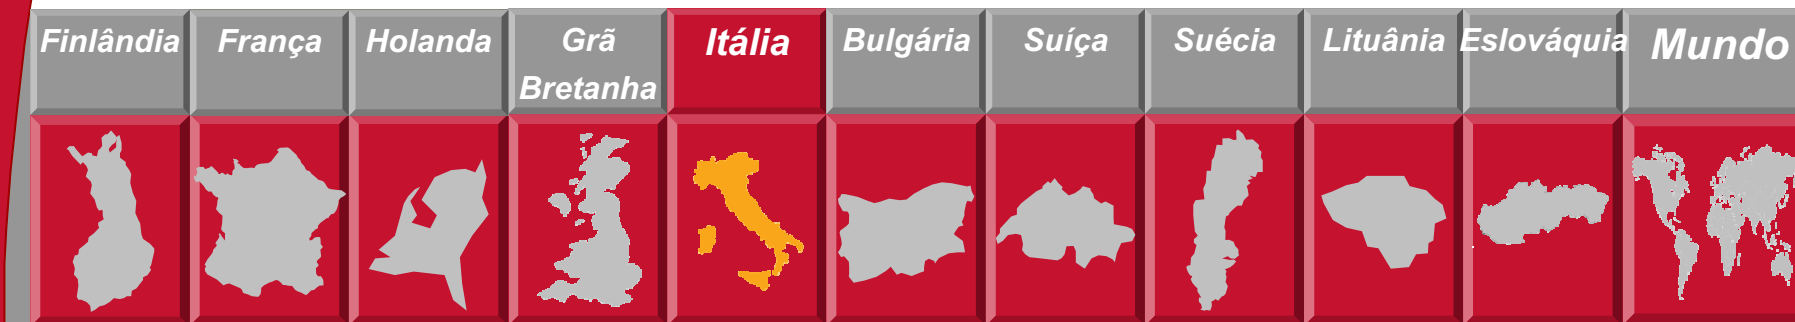 Finlândia
França
Holanda
Grã
Bretanha
Itália
Bulgária
Suíça
Suécia
Lituânia
Eslováquia
Mundo